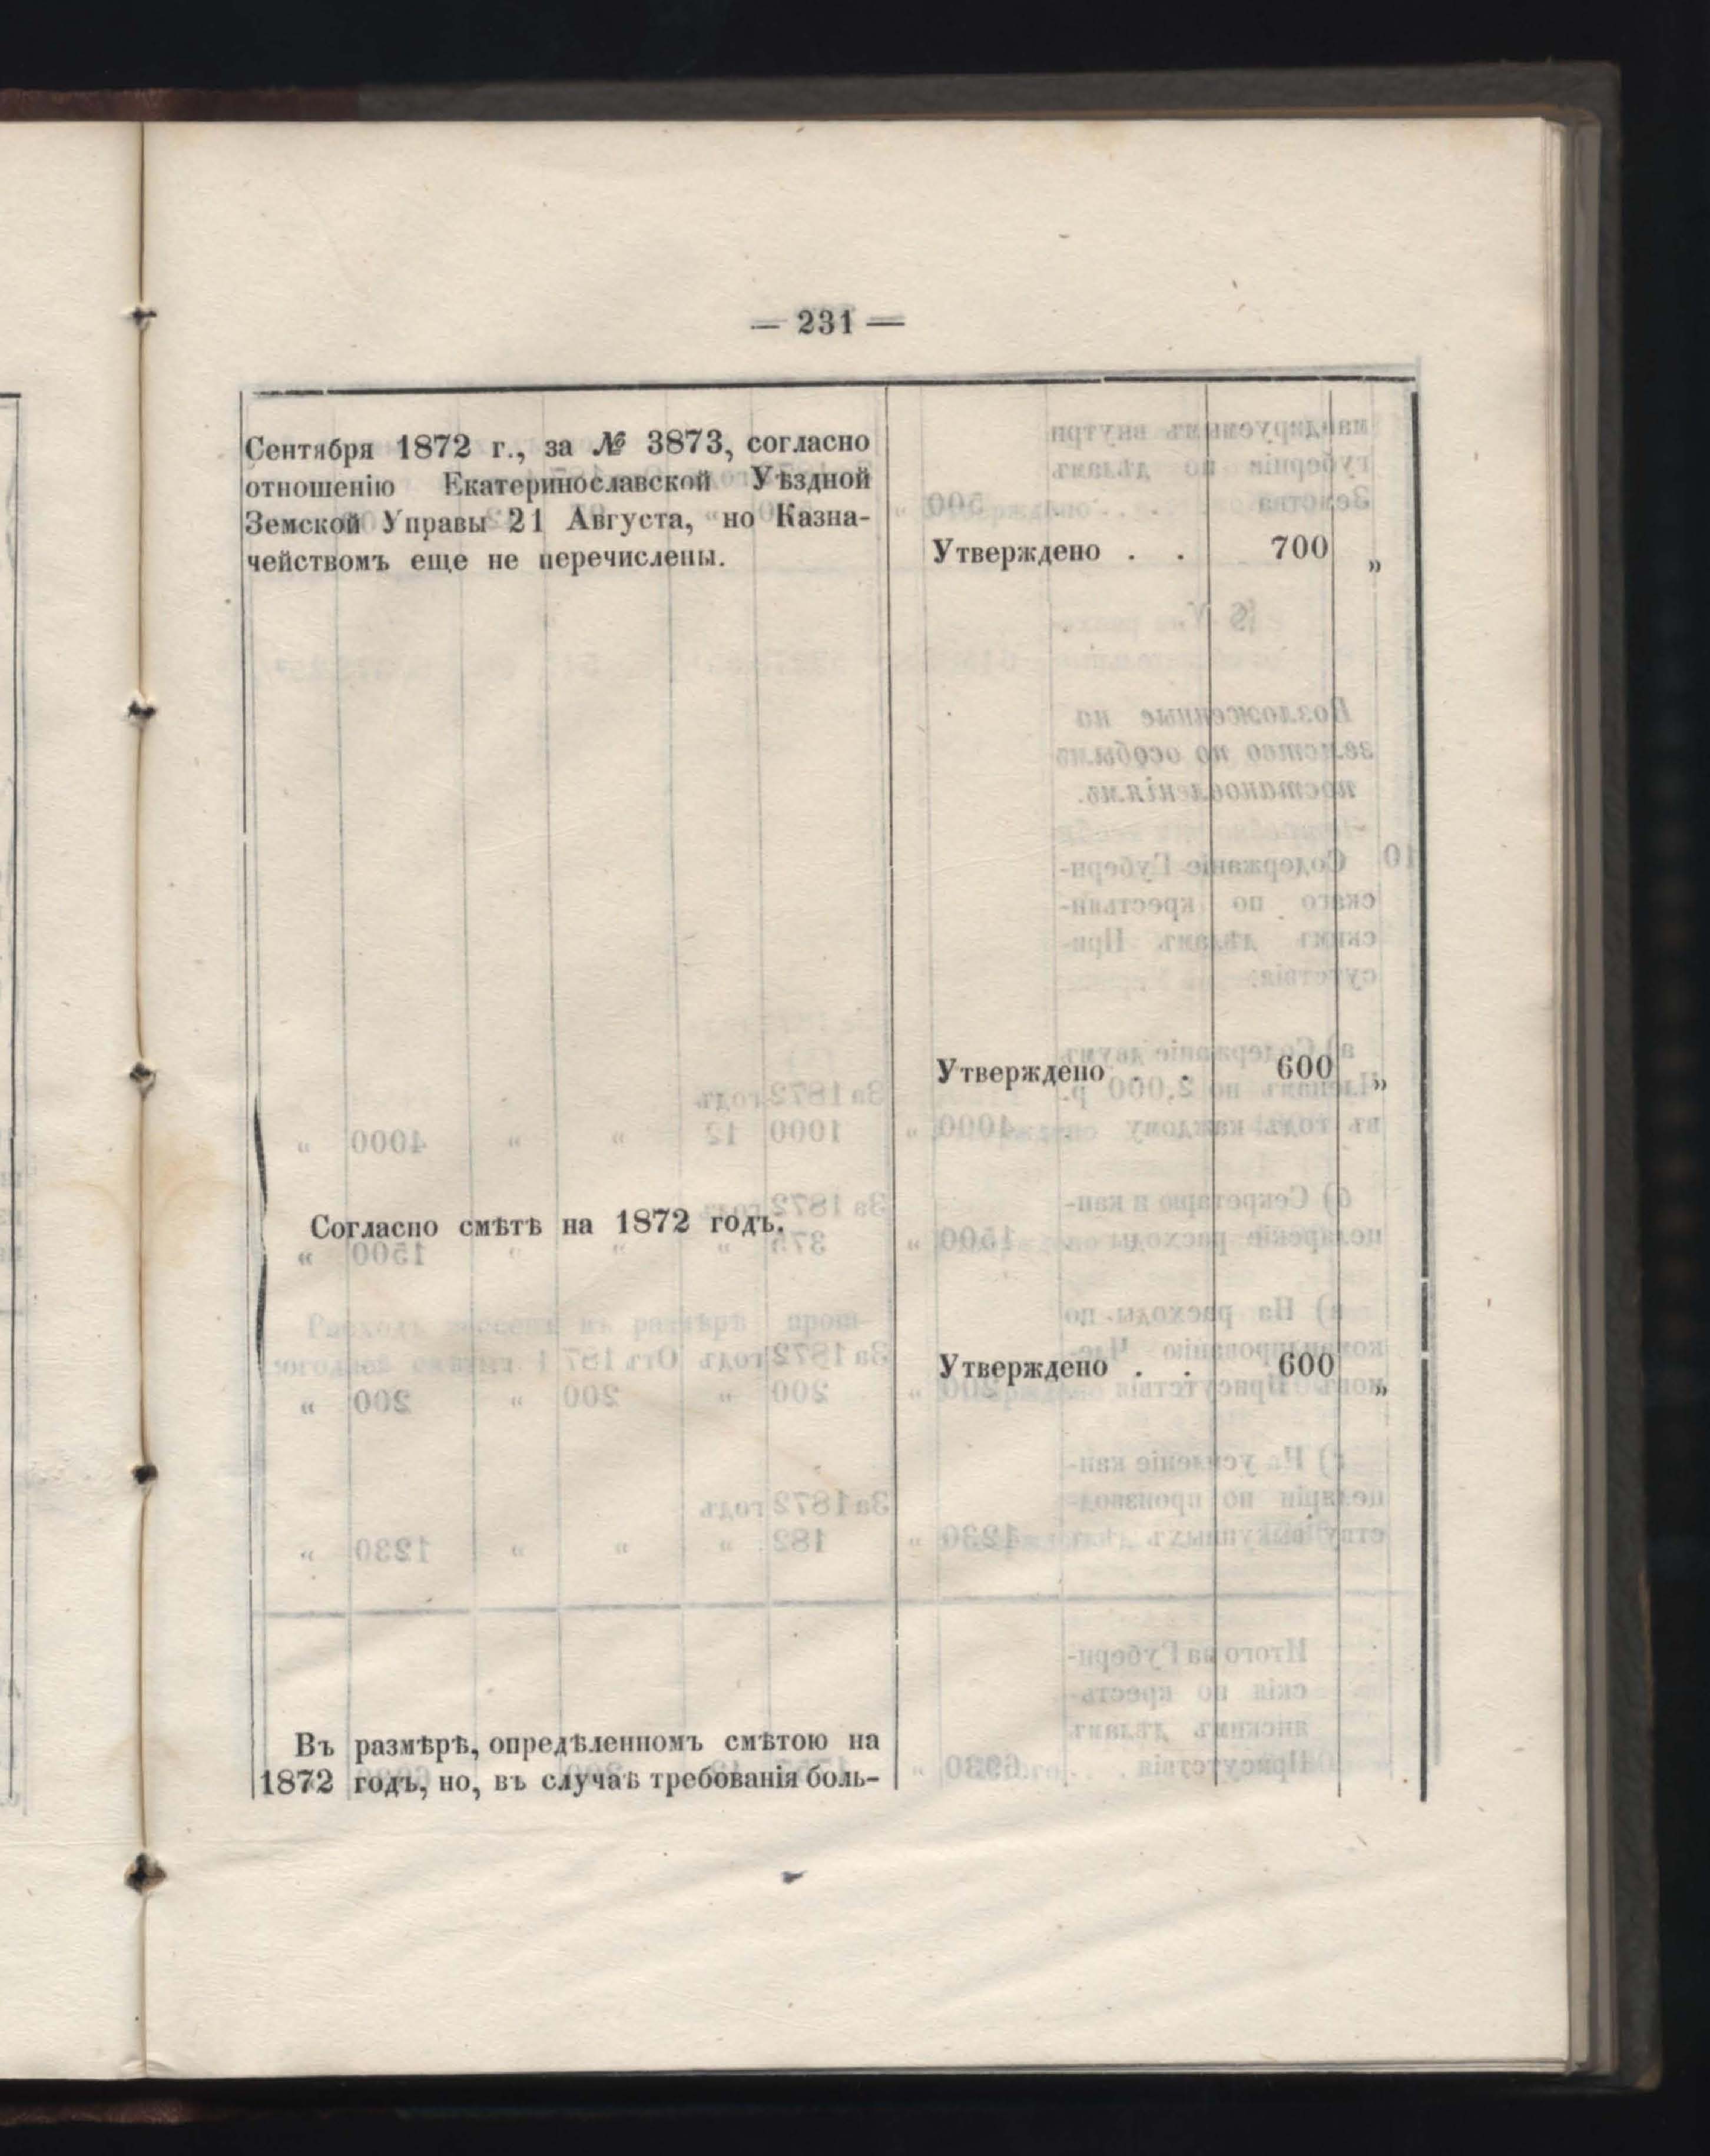 — 231 —
Сентября 1872 г., за № 3873, согласно
отношенію Екатеринославской Уѣздной
Земской Управы 21 Августа, но Казна-
чействомъ еще не перечислены.
Утверждено . . 700 „
Утверждено . . 600 „
Согласно смѣтѣ на 1872 годъ.
Утверждено . . 600 „
Въ размѣрѣ, опредѣленномъ смѣтою на
1872 годъ, но, въ случаѣ требованія боль-